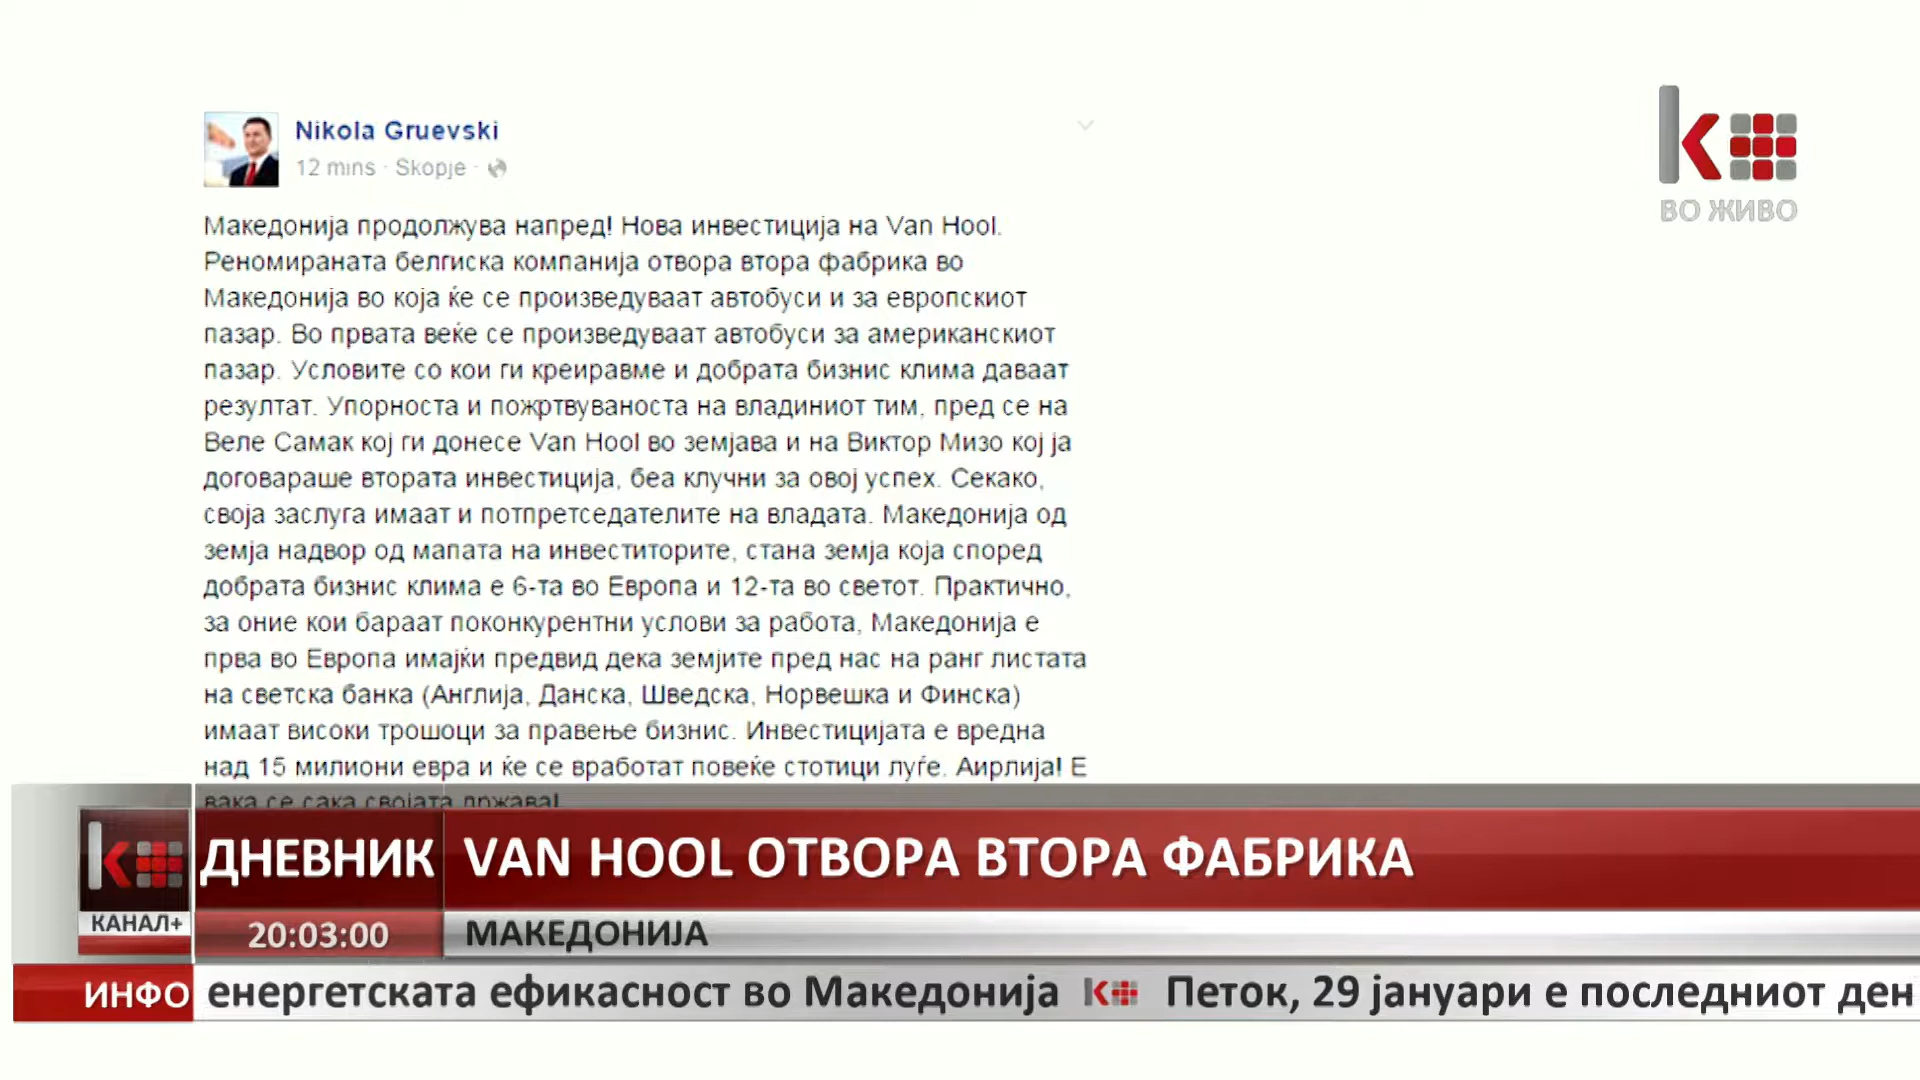 Nikola Gruevski
12 mins · Skopje ·
Македонија продолжува напред! Нова инвестиција на Van Hool.
Реномираната белгиска компанија отвора втора фабрика во
Македонија во која ќе се произведуваат автобуси и за европскиот
пазар. Во првата веќе се произведуваат автобуси за американскиот
пазар. Условите со кои ги креиравме и добрата бизнис клима даваат
резултат. Упорноста и пожртвуваноста на владиниот тим, пред се на
Веле Самак кој ги донесе Van Hool во земјава и на Виктор Мизо кој ја
договараше втората инвестиција, беа клучни за овој успех. Секако,
своја заслуга имаат и потпретседателите на владата. Македонија од
земја надвор од мапата на инвеститорите, стана земја која според
добрата бизнис клима е 6-та во Европа и 12-та во светот. Практично,
за оние кои бараат поконкурентни услови за работа, Македонија е
прва во Европа имајќи предвид дека земјите пред нас на ранг листата
на светска банка (Англија, Данска, Шведска, Норвешка и Финска)
имаат високи трошоци за правење бизнис. Инвестицијата е вредна
над 15 милиони евра и ќе се вработат повеќе стотици луѓе. Аирлија! Е
вака се сака својата држава!
K
ВО ЖИВО
K
КАНАЛ+
ДНЕВНИК
VAN HOOL ОТВОРА ВТОРА ФАБРИКА
20:03:00
МАКЕДОНИЈА
ИНФО
енергетската ефикасност во Македонија K Петок, 29 јануари е последниот ден